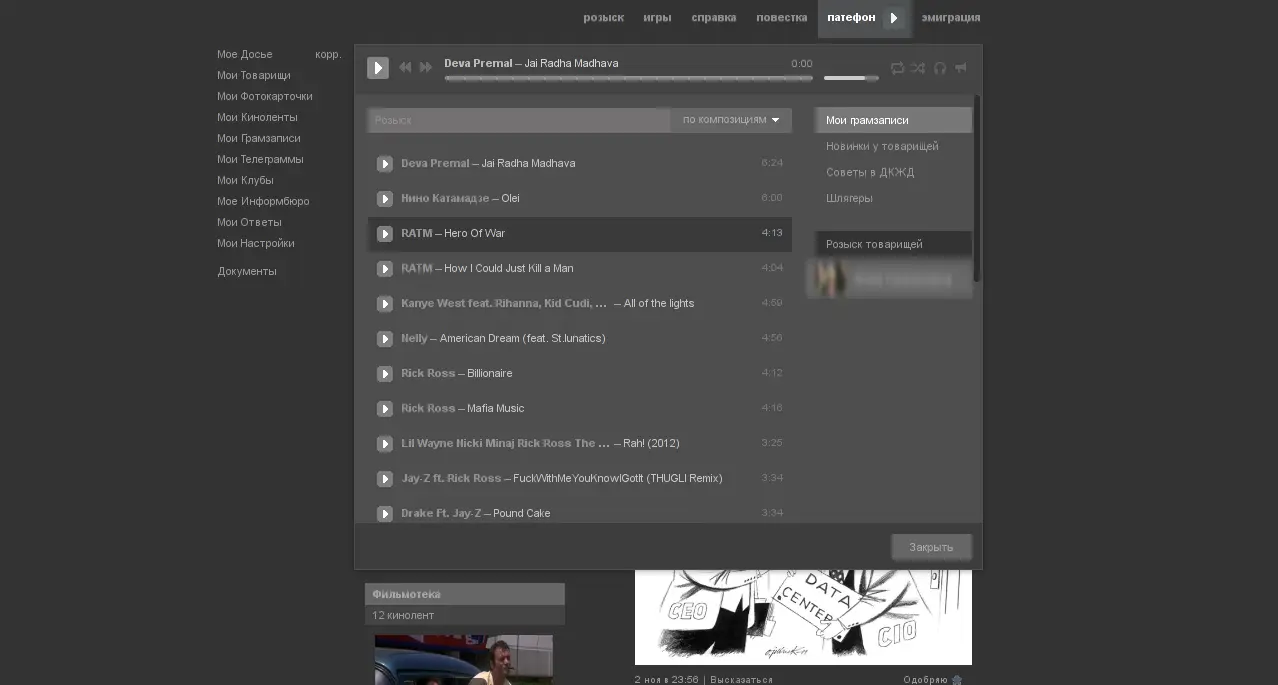 розыск игры справка повестка патефон эмиграция
Мое Досье корр.
Мои Товарищи
Мои Фотокарточки
Мои Киноленты
Мои Грамзаписи
Мои Телеграммы
Мои Клубы
Мое Информбюро
Мои Ответы
Мои Настройки
Документы
Deva Premal – Jai Radha Madhava 0:00
Розыск по композициям
Deva Premal – Jai Radha Madhava 6:24
Нино Катамадзе – Olei 6:00
RATM – Hero Of War 4:13
RATM – How I Could Just Kill a Man 4:04
Kanye West feat. Rihanna, Kid Cudi, ... – All of the lights 4:59
Nelly – American Dream (feat. St.lunatics) 4:56
Rick Ross – Billionaire 4:12
Rick Ross – Mafia Music 4:16
Lil Wayne Nicki Minaj Rick Ross The ... – Rah! (2012) 3:25
Jay-Z ft. Rick Ross – FuckWithMeYouKnowIGotIt (THUGLI Remix) 3:34
Drake Ft. Jay-Z – Pound Cake 3:34
Мои грамзаписи
Новинки у товарищей
Советы в ДКЖД
Шлягеры
Розыск товарищей
Закрыть
Фильмотека
12 кинолент
DATA
CENTER
CEO
CIO
2 ноя в 23:56 | Высказаться Одобряю